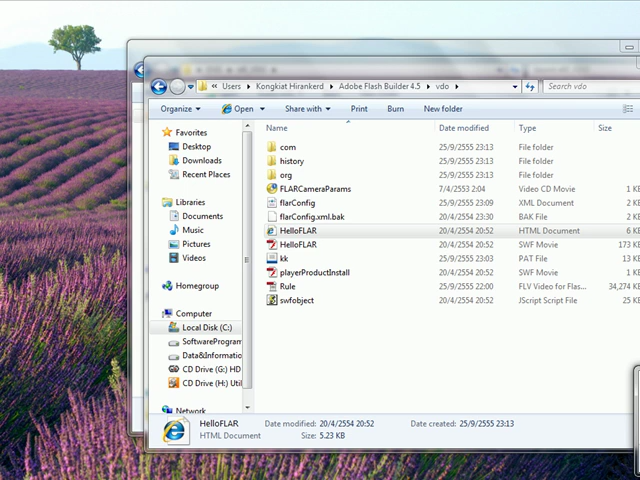 « Users ▸ Kongkiat Hirankerd ▸ Adobe Flash Builder 4.5 ▸ vdo ▸
Search vdo
Organize Open Share with Print Burn New folder
Favorites
Desktop
Downloads
Recent Places
Libraries
Documents
Music
Pictures
Videos
Homegroup
Computer
Local Disk (C:)
SoftwareProgram
Data&Informatio
CD Drive (G:) HD
CD Drive (H:) Util
Network
Name Date modified Type Size
com 25/9/2555 23:13 File folder
history 25/9/2555 23:13 File folder
org 25/9/2555 23:13 File folder
FLARCameraParams 7/4/2553 2:04 Video CD Movie 1 KB
flarConfig 25/9/2555 23:09 XML Document 2 KB
flarConfig.xml.bak 20/4/2554 23:30 BAK File 2 KB
HelloFLAR 20/4/2554 20:52 HTML Document 6 KB
HelloFLAR 20/4/2554 20:52 SWF Movie 173 KB
kk 25/9/2555 23:03 PAT File 13 KB
playerProductInstall 20/4/2554 20:52 SWF Movie 1 KB
Rule 25/9/2555 22:00 FLV Video for Flas... 34,274 KB
swfobject 20/4/2554 20:52 JScript Script File 25 KB
HelloFLAR Date modified: 20/4/2554 20:52 Date created: 25/9/2555 23:13
HTML Document Size: 5.23 KB